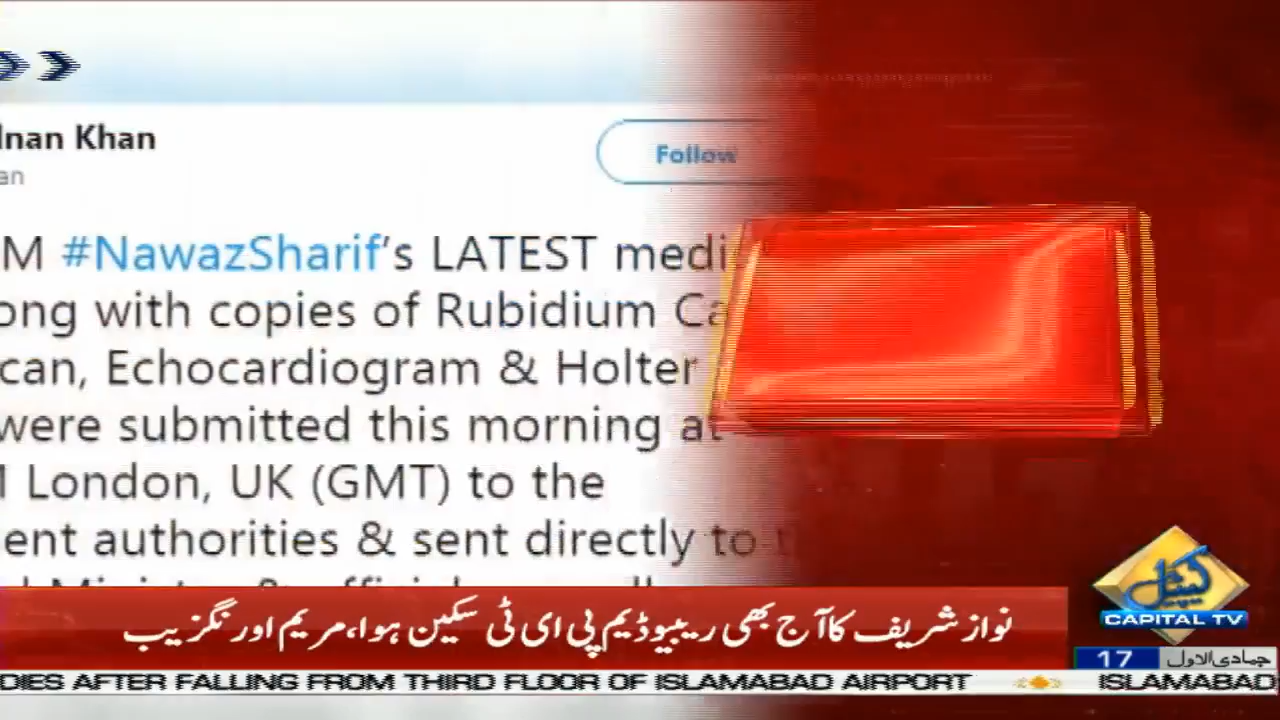 dnan Khan
an
Follow
M #NawazSharif's LATEST medi
ong with copies of Rubidium Ca
can, Echocardiogram & Holter
were submitted this morning at
M London, UK (GMT) to the
ent authorities & sent directly to t
نواز شریف کا آج بھی ریبیوڈیم پی ای ٹی سکین ہوا، مریم اورنگزیب
کیپیٹل
CAPITAL TV
17 جمادی الاول
DIES AFTER FALLING FROM THIRD FLOOR OF ISLAMABAD AIRPORT ISLAMABAD